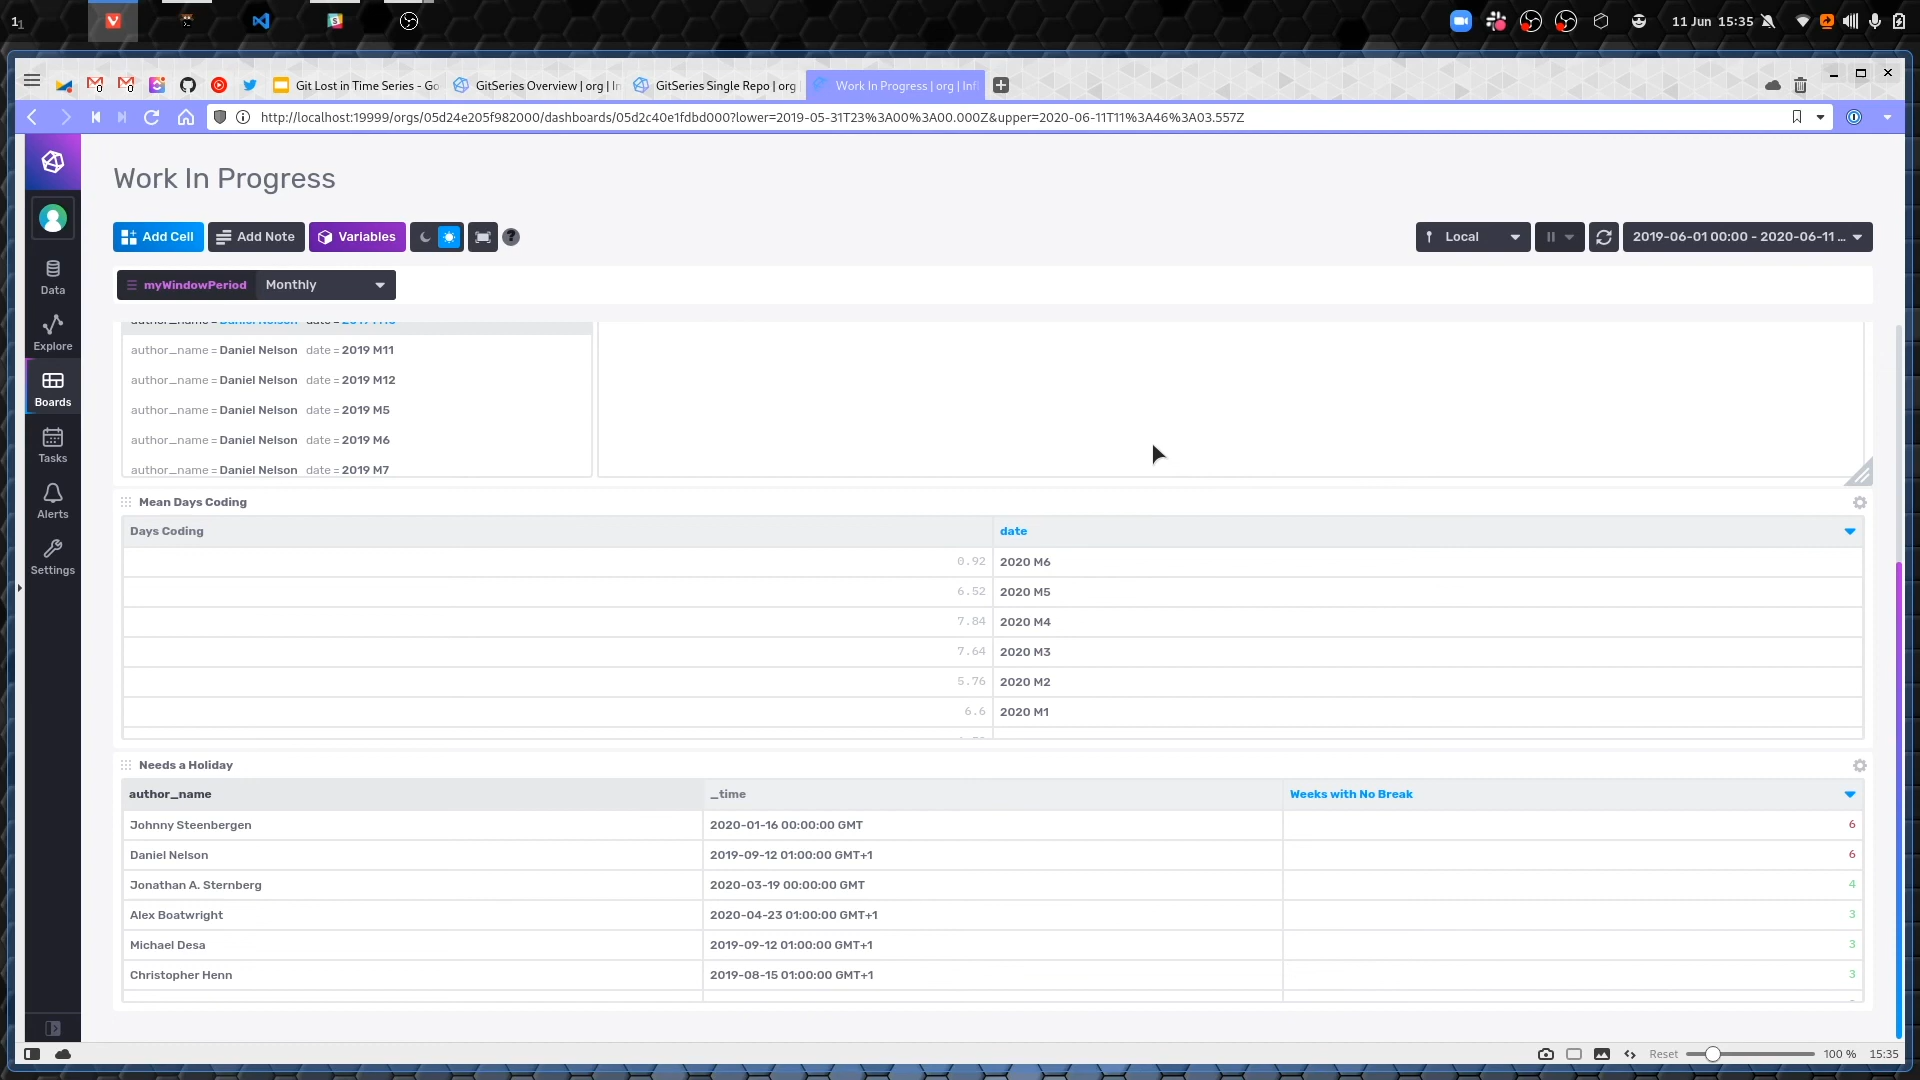 11 Jun 15:35
Git Lost in Time Series - Go
GitSeries Overview | org | In
GitSeries Single Repo | org
Work In Progress | org | Infl
http://localhost:19999/orgs/05d24e205f982000/dashboards/05d2c40e1fdbd000?lower=2019-05-31T23%3A00%3A00.000Z&upper=2020-06-11T11%3A46%3A03.557Z
Work In Progress
Add Cell
Add Note
Variables
?
Local
2019-06-01 00:00 - 2020-06-11 ...
myWindowPeriod
Monthly
Data
Explore
Boards
Tasks
Alerts
Settings
author_name = Daniel Nelson date = 2019 M11
author_name = Daniel Nelson date = 2019 M12
author_name = Daniel Nelson date = 2019 M5
author_name = Daniel Nelson date = 2019 M6
author_name = Daniel Nelson date = 2019 M7
Mean Days Coding
Days Coding date
0.92 2020 M6
6.52 2020 M5
7.84 2020 M4
7.64 2020 M3
5.76 2020 M2
6.6 2020 M1
Needs a Holiday
author_name _time Weeks with No Break
Johnny Steenbergen 2020-01-16 00:00:00 GMT 6
Daniel Nelson 2019-09-12 01:00:00 GMT+1 6
Jonathan A. Sternberg 2020-03-19 00:00:00 GMT 4
Alex Boatwright 2020-04-23 01:00:00 GMT+1 3
Michael Desa 2019-09-12 01:00:00 GMT+1 3
Christopher Henn 2019-08-15 01:00:00 GMT+1 3
Reset
100 %
15:35